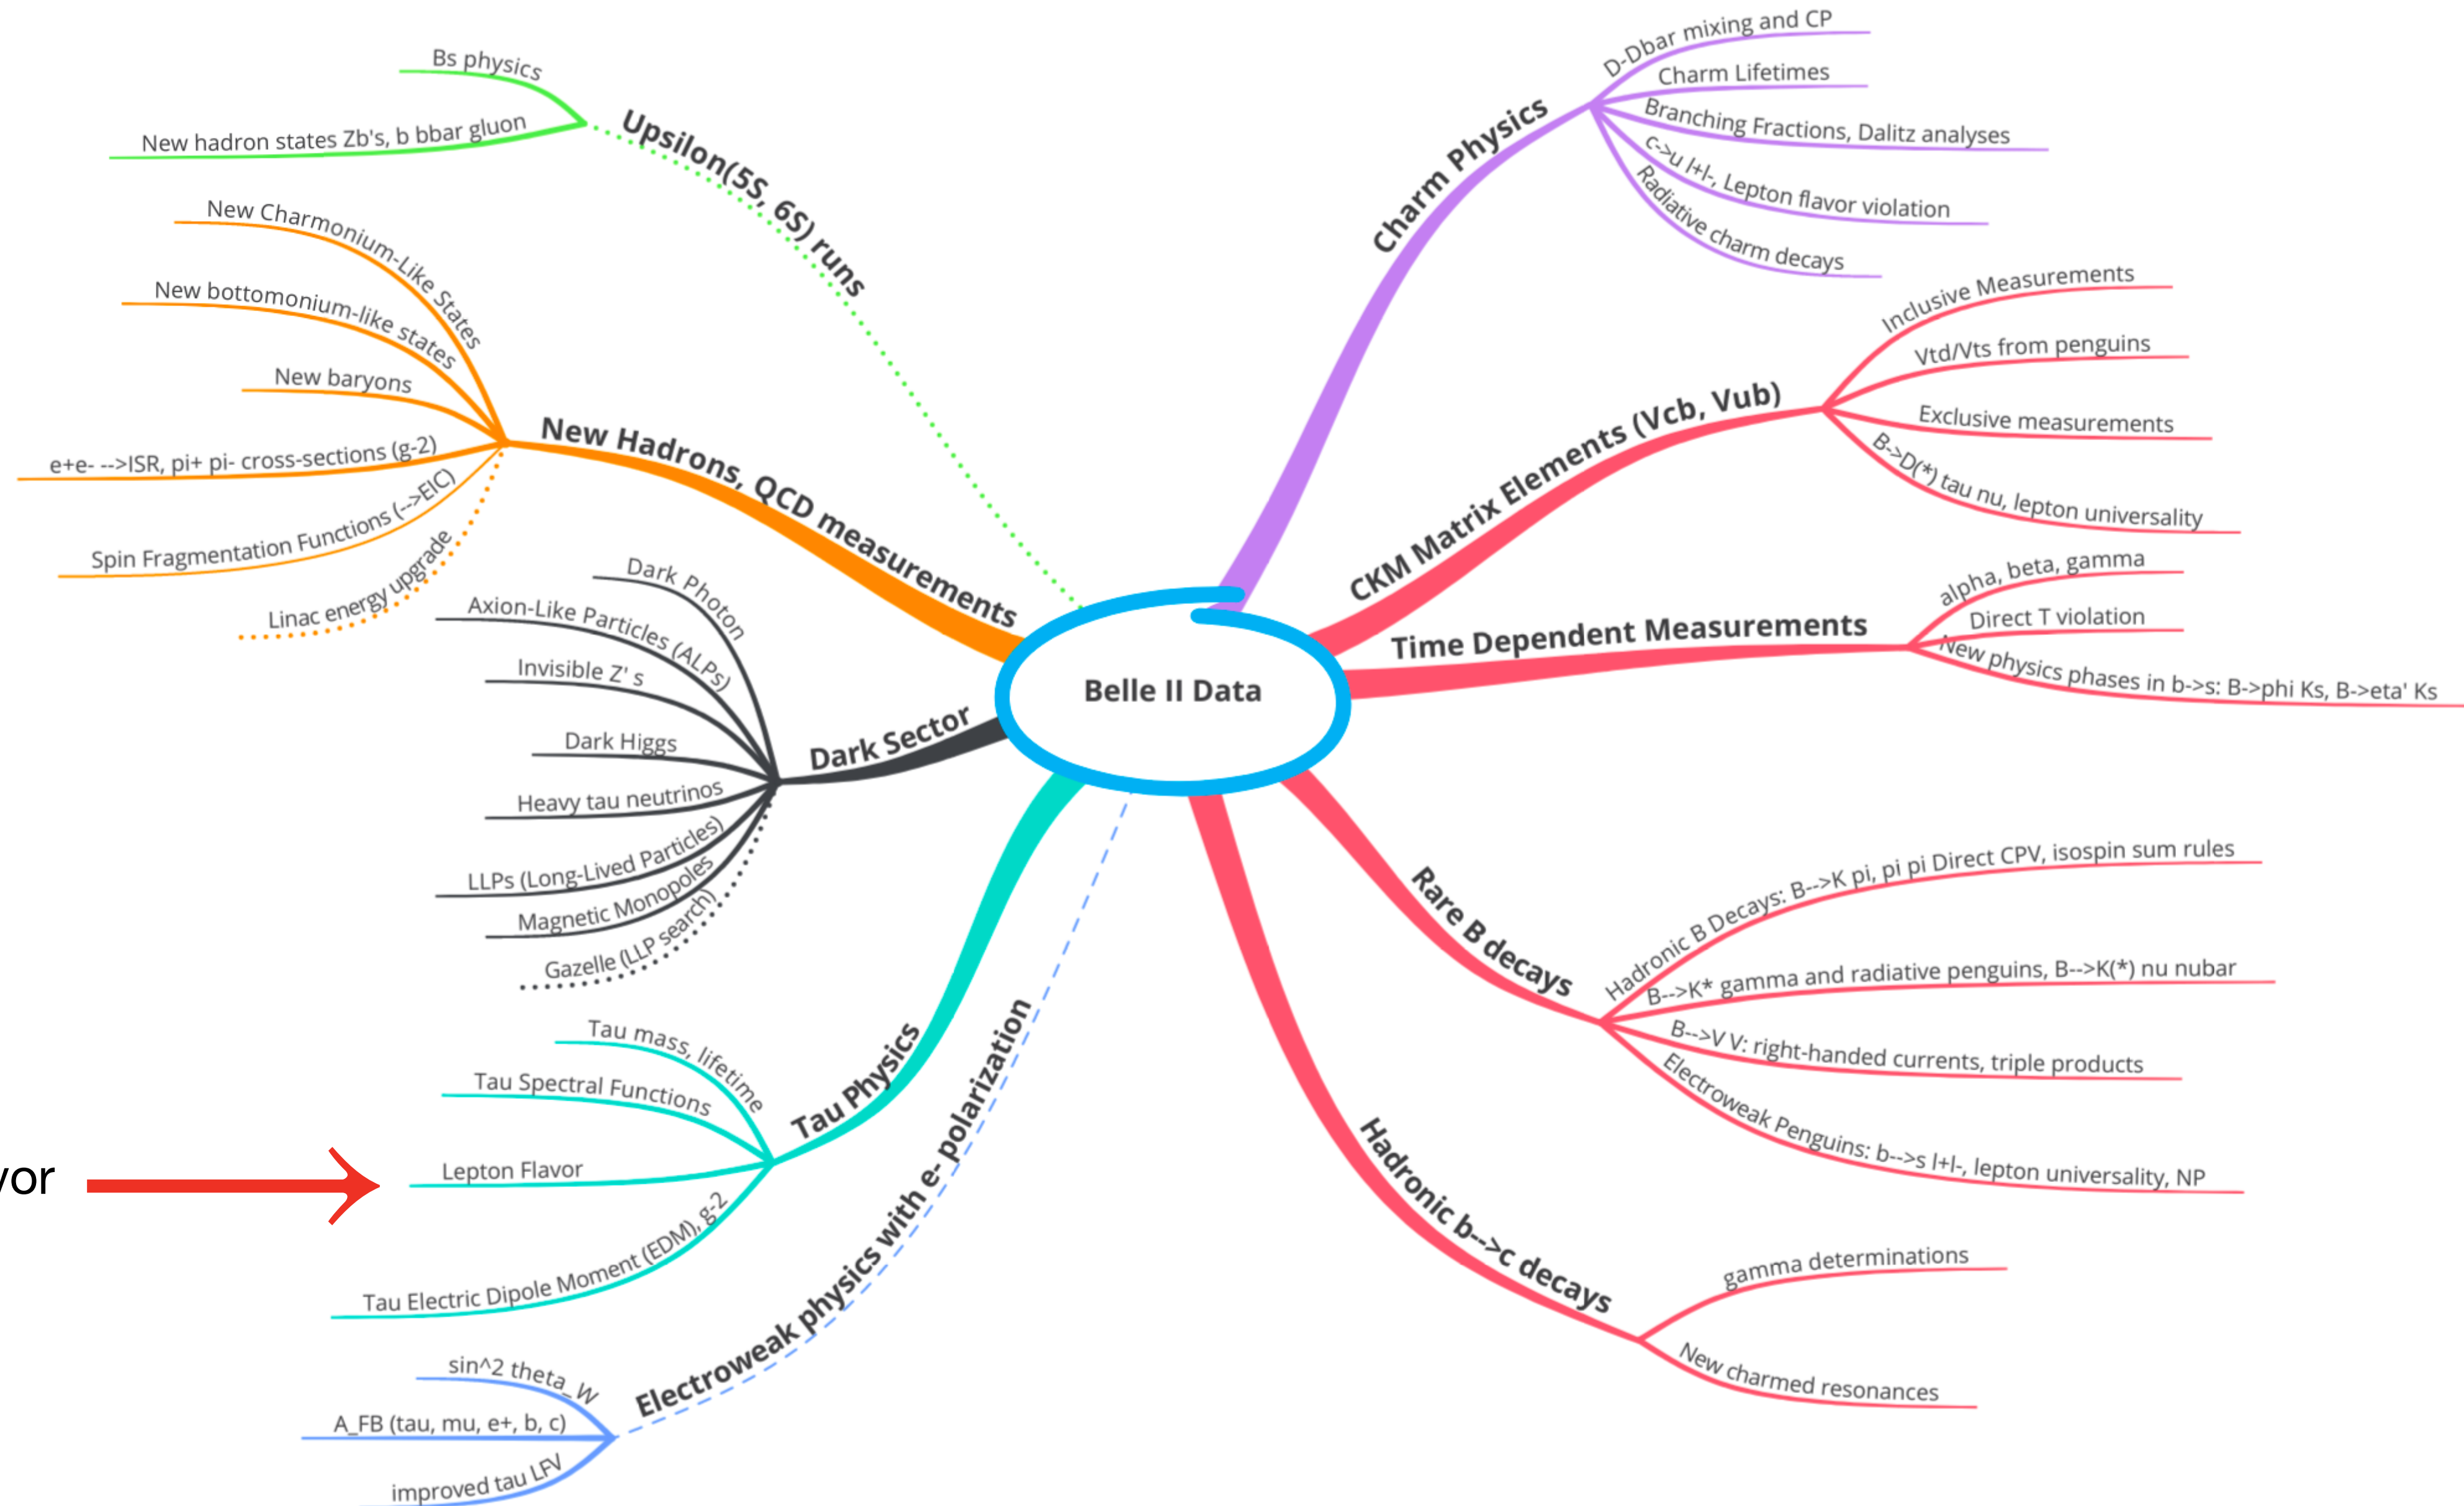 Belle II Data
Upsilon(5S, 6S) runs
Bs physics
New hadron states Zb's, b bbar gluon
New Hadrons, QCD measurements
New Charmonium-Like States
New bottomonium-like states
New baryons
e+e- -->ISR, pi+ pi- cross-sections (g-2)
Spin Fragmentation Functions (-->EIC)
Linac energy upgrade
Dark Sector
Dark Photon
Axion-Like Particles (ALPs)
Invisible Z' s
Dark Higgs
Heavy tau neutrinos
LLPs (Long-Lived Particles)
Magnetic Monopoles
Gazelle (LLP search)
Tau Physics
Tau mass, lifetime
Tau Spectral Functions
Lepton Flavor
Tau Electric Dipole Moment (EDM), g-2
Electroweak physics with e- polarization
sin^2 theta_W
A_FB (tau, mu, e+, b, c)
improved tau LFV
Charm Physics
D-Dbar mixing and CP
Charm Lifetimes
Branching Fractions, Dalitz analyses
c->u l+l-, Lepton flavor violation
Radiative charm decays
CKM Matrix Elements (Vcb, Vub)
Inclusive Measurements
Vtd/Vts from penguins
Exclusive measurements
B->D(*) tau nu, lepton universality
Time Dependent Measurements
alpha, beta, gamma
Direct T violation
New physics phases in b->s: B->phi Ks, B->eta' Ks
Rare B decays
Hadronic B Decays: B-->K pi, pi pi Direct CPV, isospin sum rules
B-->K* gamma and radiative penguins, B-->K(*) nu nubar
B-->V V: right-handed currents, triple products
Electroweak Penguins: b-->s l+l-, lepton universality, NP
Hadronic b-->c decays
gamma determinations
New charmed resonances